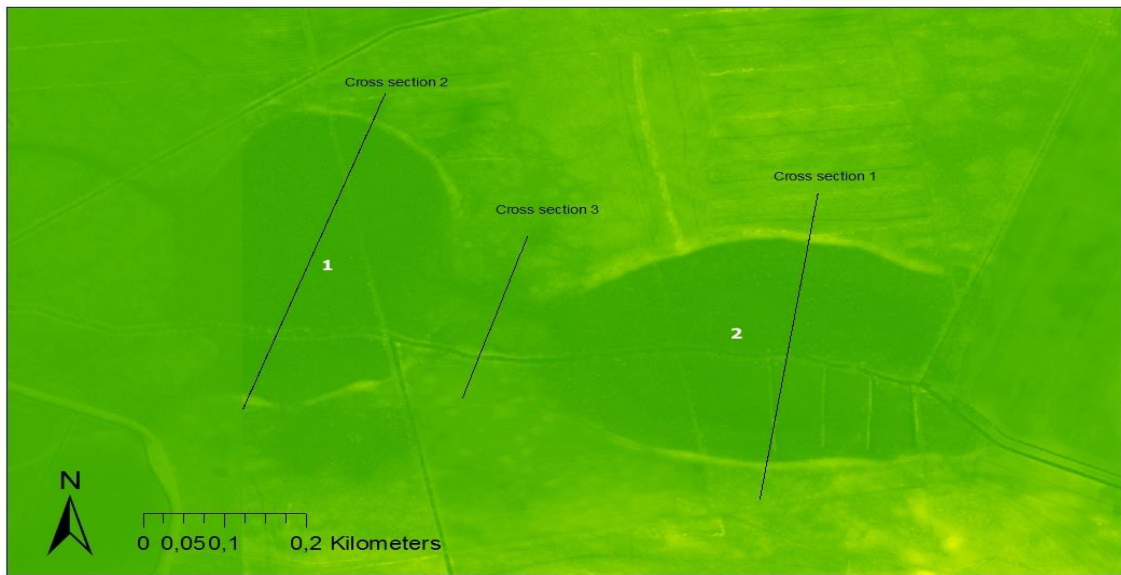 Cross section 2
Cross section 1
Cross section 3
1
2
N
0 0,05 0,1 0,2 Kilometers